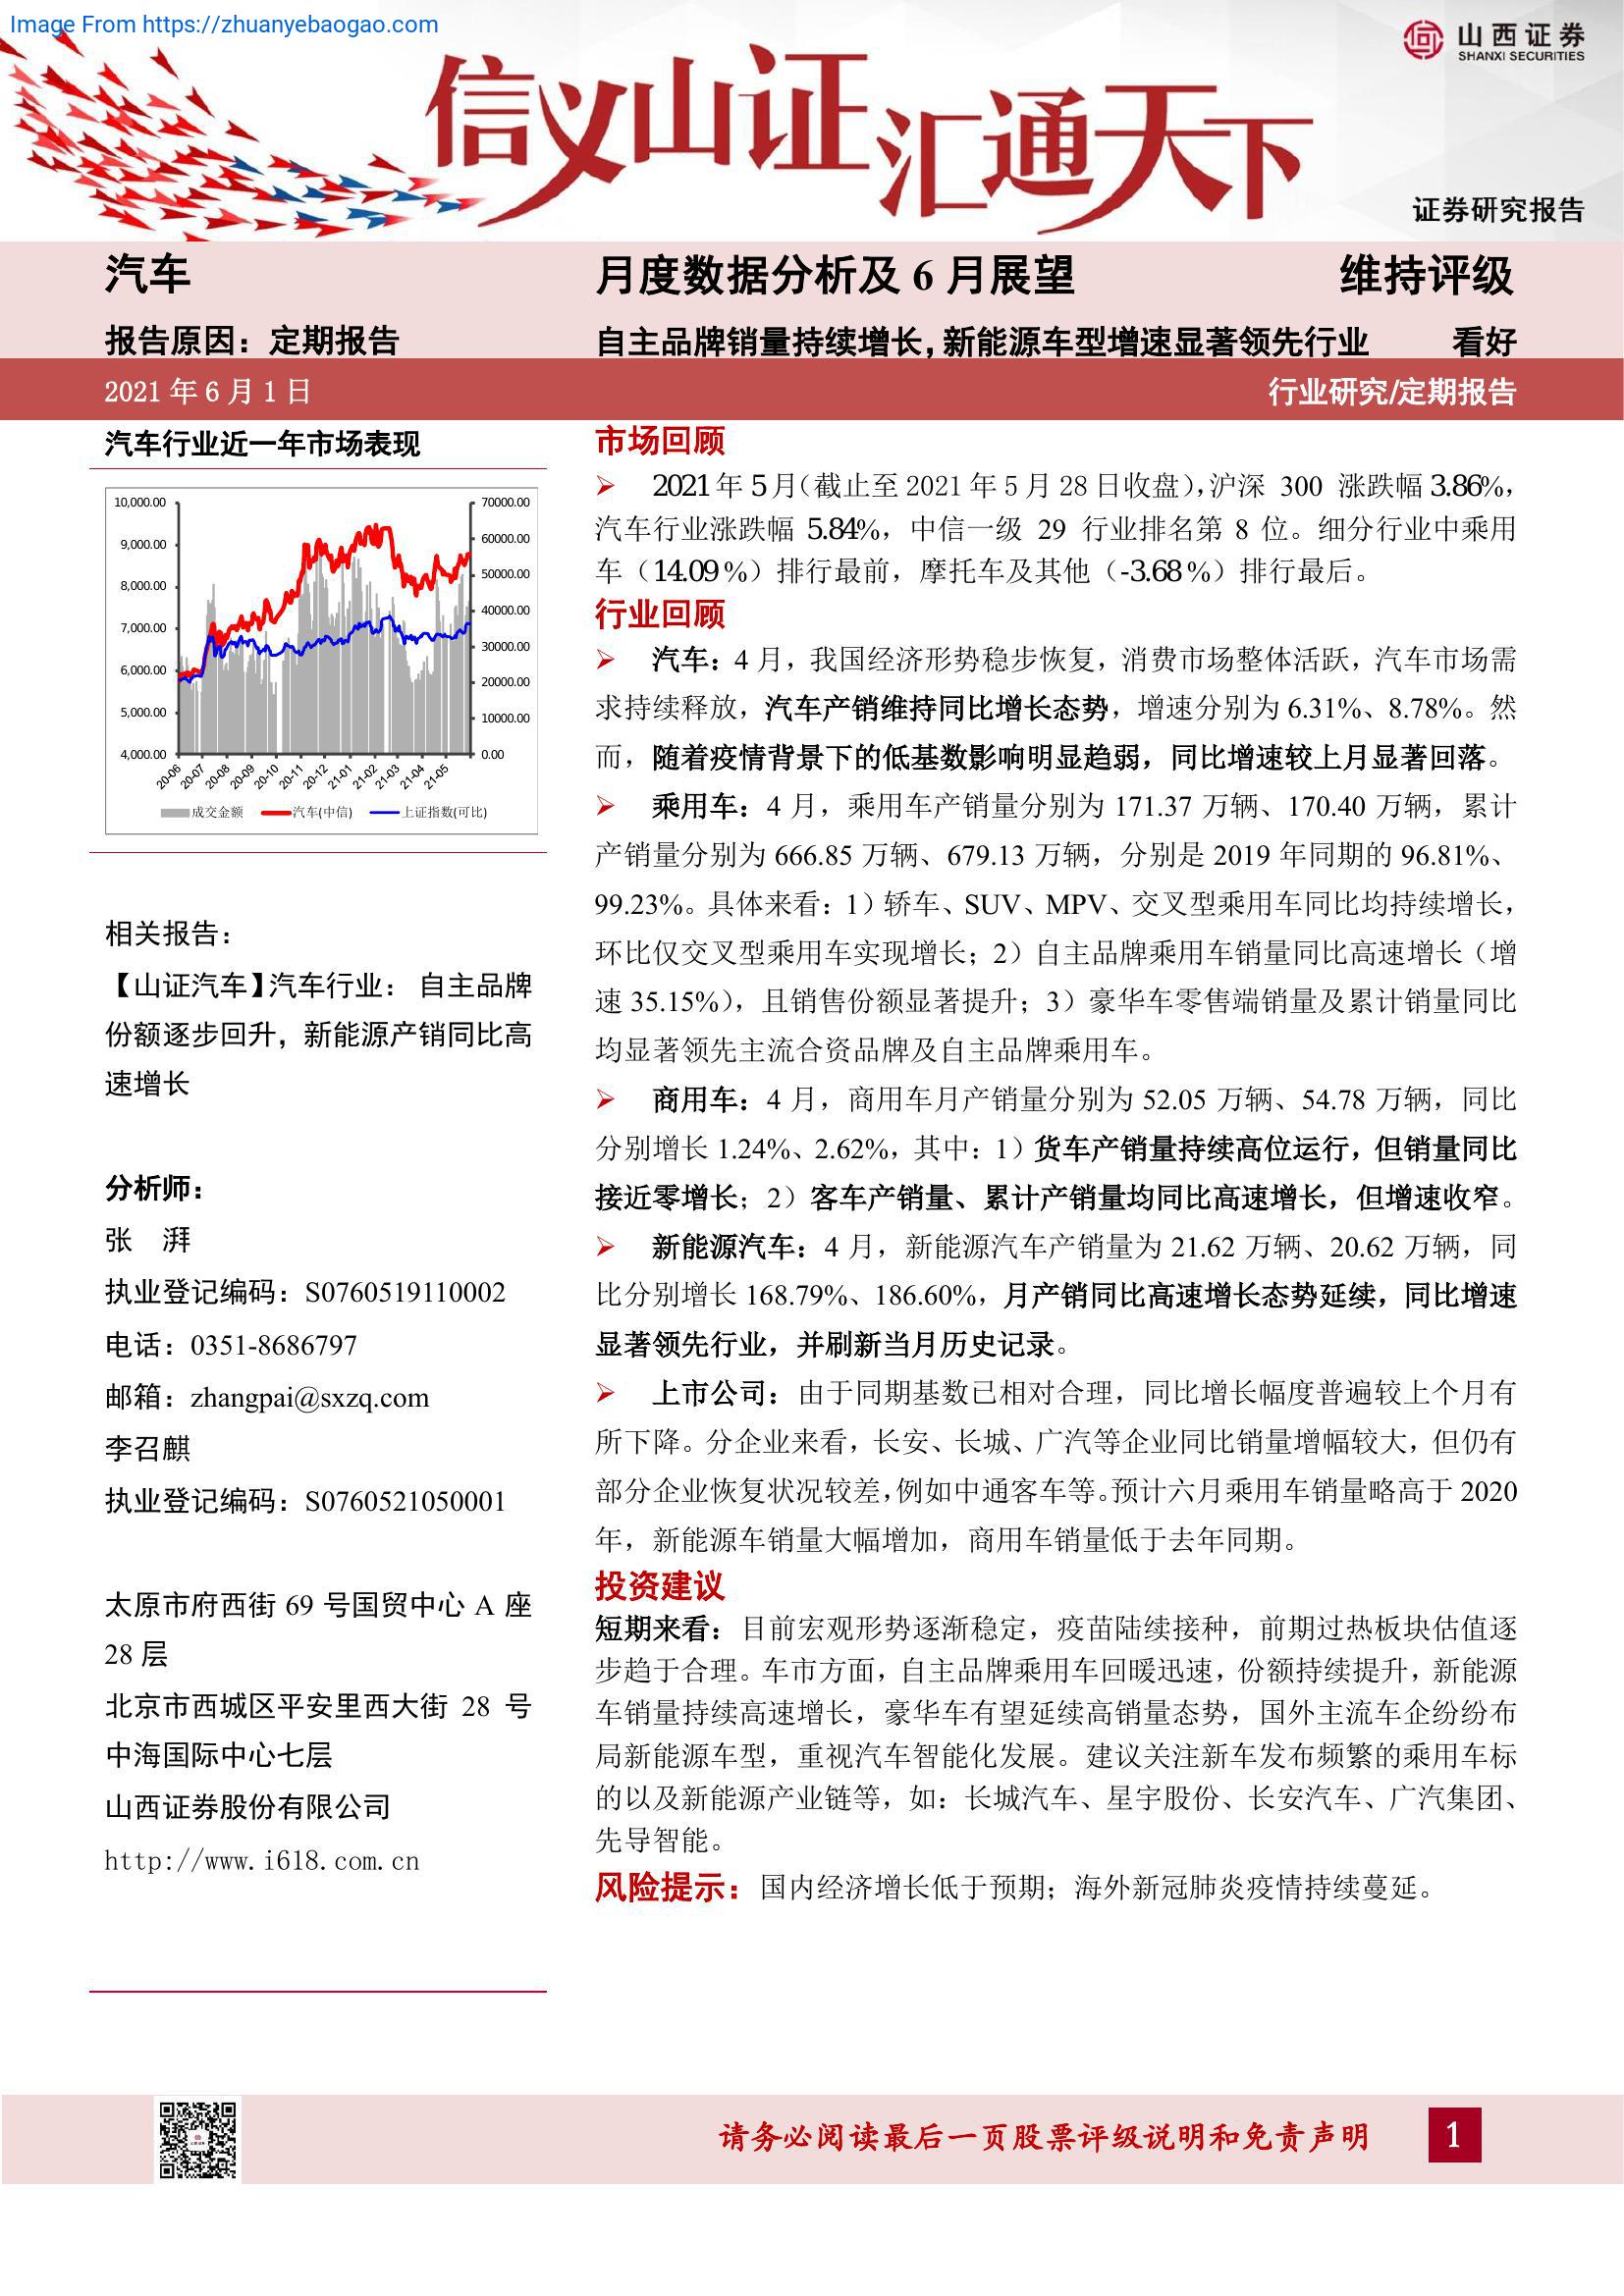 Image From https://zhuanyebaogao.com
山西证券
SHANXI SECURITIES
信义山证汇通天下
证券研究报告
汽车
月度数据分析及 6 月展望
维持评级
报告原因：定期报告
自主品牌销量持续增长，新能源车型增速显著领先行业
看好
2021 年 6 月 1 日
行业研究/定期报告
汽车行业近一年市场表现
10,000.00
9,000.00
8,000.00
7,000.00
6,000.00
5,000.00
4,000.00
70000.00
60000.00
50000.00
40000.00
30000.00
20000.00
10000.00
0.00
20-06
20-07
20-08
20-09
20-10
20-11
20-12
21-01
21-02
21-03
21-04
21-05
成交金额 汽车(中信) 上证指数(可比)
相关报告：
【山证汽车】汽车行业： 自主品牌
份额逐步回升，新能源产销同比高
速增长
分析师：
张 湃
执业登记编码：S0760519110002
电话：0351-8686797
邮箱：zhangpai@sxzq.com
李召麒
执业登记编码：S0760521050001
太原市府西街 69 号国贸中心 A 座
28 层
北京市西城区平安里西大街 28 号
中海国际中心七层
山西证券股份有限公司
http://www.i618.com.cn
市场回顾
➢ 2021 年 5 月（截止至 2021 年 5 月 28 日收盘），沪深 300 涨跌幅 3.86%，
汽车行业涨跌幅 5.84%，中信一级 29 行业排名第 8 位。细分行业中乘用
车（14.09％）排行最前，摩托车及其他（-3.68％）排行最后。
行业回顾
➢ 汽车：4 月，我国经济形势稳步恢复，消费市场整体活跃，汽车市场需
求持续释放，汽车产销维持同比增长态势，增速分别为 6.31%、8.78%。然
而，随着疫情背景下的低基数影响明显趋弱，同比增速较上月显著回落。
➢ 乘用车：4 月，乘用车产销量分别为 171.37 万辆、170.40 万辆，累计
产销量分别为 666.85 万辆、679.13 万辆，分别是 2019 年同期的 96.81%、
99.23%。具体来看：1）轿车、SUV、MPV、交叉型乘用车同比均持续增长，
环比仅交叉型乘用车实现增长；2）自主品牌乘用车销量同比高速增长（增
速 35.15%），且销售份额显著提升；3）豪华车零售端销量及累计销量同比
均显著领先主流合资品牌及自主品牌乘用车。
➢ 商用车：4 月，商用车月产销量分别为 52.05 万辆、54.78 万辆，同比
分别增长 1.24%、2.62%，其中：1）货车产销量持续高位运行，但销量同比
接近零增长；2）客车产销量、累计产销量均同比高速增长，但增速收窄。
➢ 新能源汽车：4 月，新能源汽车产销量为 21.62 万辆、20.62 万辆，同
比分别增长 168.79%、186.60%，月产销同比高速增长态势延续，同比增速
显著领先行业，并刷新当月历史记录。
➢ 上市公司：由于同期基数已相对合理，同比增长幅度普遍较上个月有
所下降。分企业来看，长安、长城、广汽等企业同比销量增幅较大，但仍有
部分企业恢复状况较差，例如中通客车等。预计六月乘用车销量略高于 2020
年，新能源车销量大幅增加，商用车销量低于去年同期。
投资建议
短期来看：目前宏观形势逐渐稳定，疫苗陆续接种，前期过热板块估值逐
步趋于合理。车市方面，自主品牌乘用车回暖迅速，份额持续提升，新能源
车销量持续高速增长，豪华车有望延续高销量态势，国外主流车企纷纷布
局新能源车型，重视汽车智能化发展。建议关注新车发布频繁的乘用车标
的以及新能源产业链等，如：长城汽车、星宇股份、长安汽车、广汽集团、
先导智能。
风险提示：国内经济增长低于预期；海外新冠肺炎疫情持续蔓延。
请务必阅读最后一页股票评级说明和免责声明
1